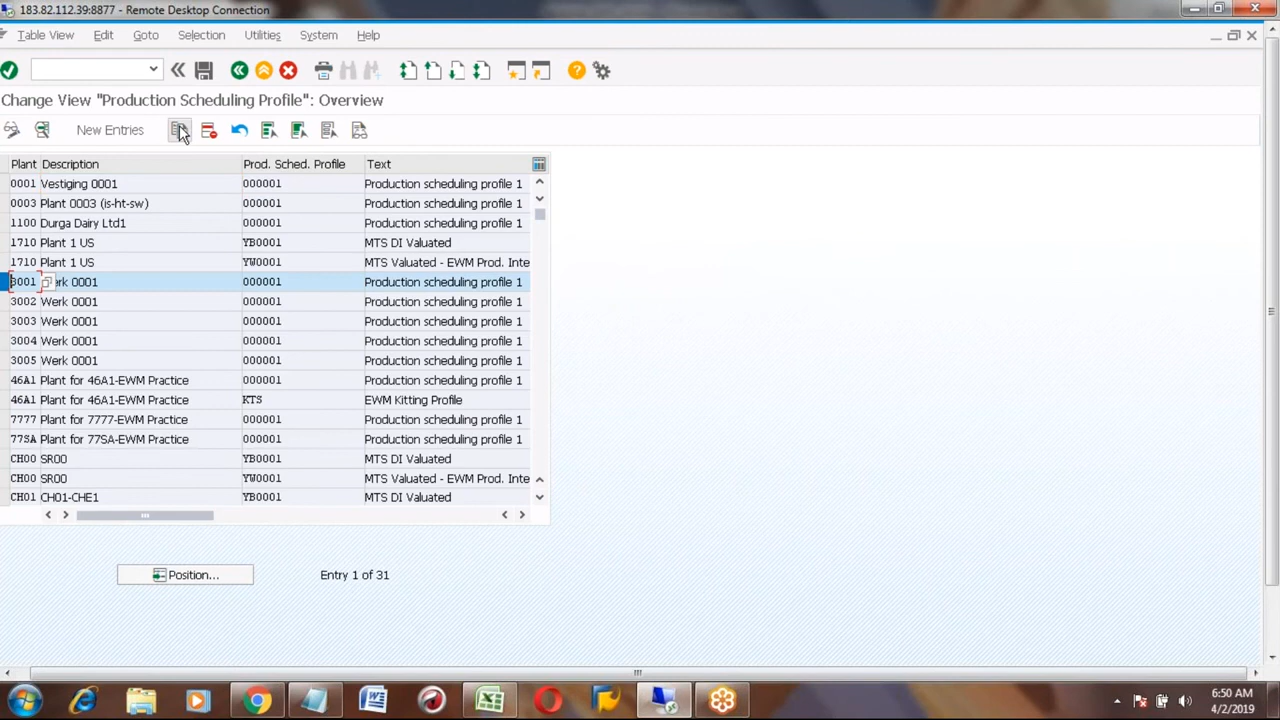 183.82.112.39:8877 - Remote Desktop Connection
Table View Edit Goto Selection Utilities System Help
Change View "Production Scheduling Profile": Overview
New Entries
Plant Description Prod. Sched. Profile Text
0001 Vestiging 0001 000001 Production scheduling profile 1
0003 Plant 0003 (is-ht-sw) 000001 Production scheduling profile 1
1100 Durga Dairy Ltd1 000001 Production scheduling profile 1
1710 Plant 1 US YB0001 MTS DI Valuated
1710 Plant 1 US YW0001 MTS Valuated - EWM Prod. Inte
3001 erk 0001 000001 Production scheduling profile 1
3002 Werk 0001 000001 Production scheduling profile 1
3003 Werk 0001 000001 Production scheduling profile 1
3004 Werk 0001 000001 Production scheduling profile 1
3005 Werk 0001 000001 Production scheduling profile 1
46A1 Plant for 46A1-EWM Practice 000001 Production scheduling profile 1
46A1 Plant for 46A1-EWM Practice KTS EWM Kitting Profile
7777 Plant for 7777-EWM Practice 000001 Production scheduling profile 1
77SA Plant for 77SA-EWM Practice 000001 Production scheduling profile 1
CH00 SR00 YB0001 MTS DI Valuated
CH00 SR00 YW0001 MTS Valuated - EWM Prod. Inte
CH01 CH01-CHE1 YB0001 MTS DI Valuated
Position... Entry 1 of 31
6:50 AM
4/2/2019